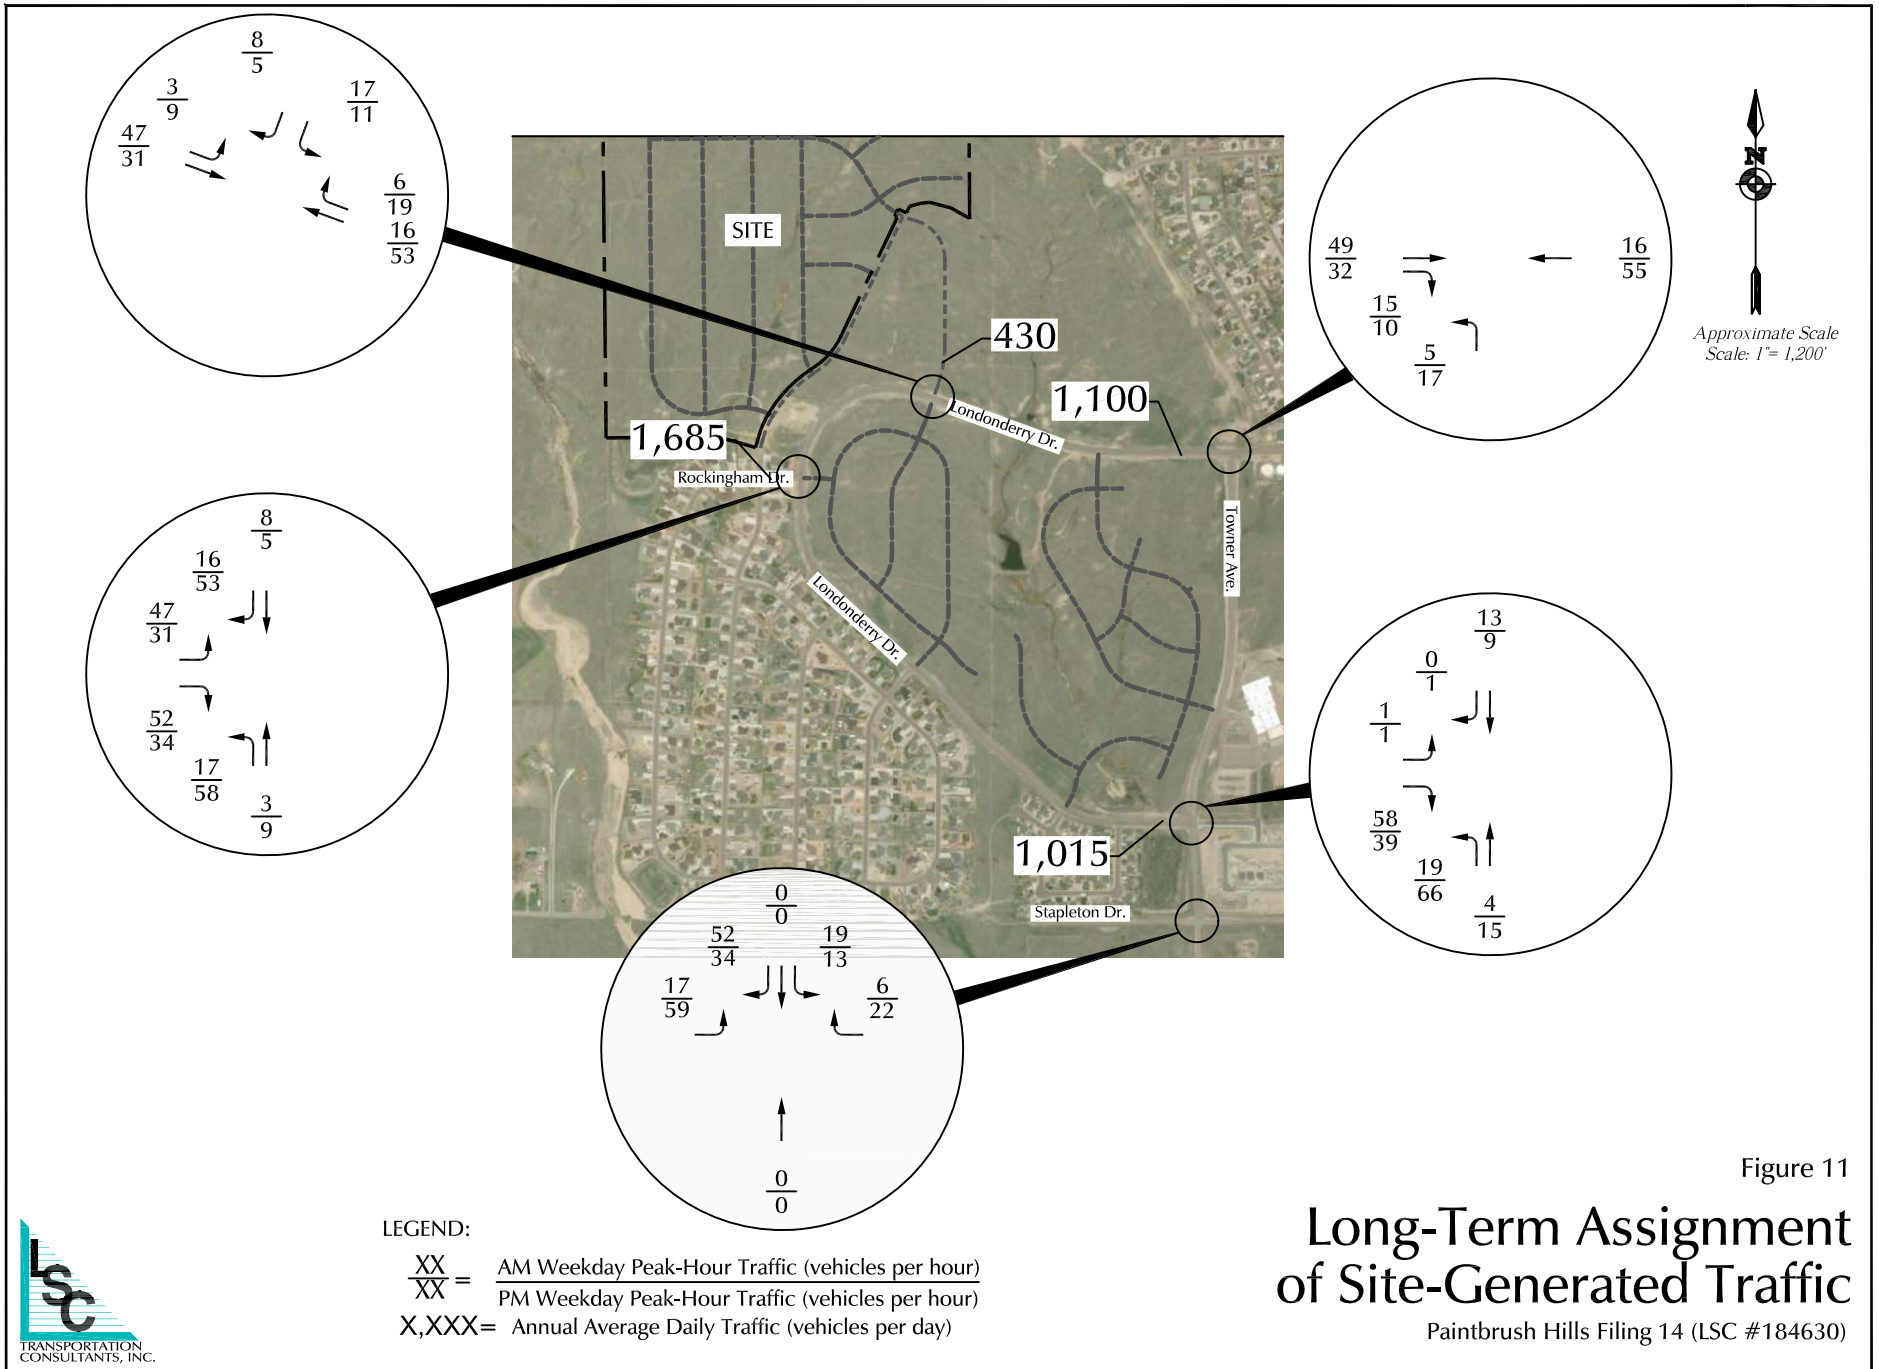 8
5
3
9
17
11
47
31
6
19
16
53
SITE
430
1,100
1,685
Londonderry Dr.
Rockingham Dr.
Towner Ave.
Londonderry Dr.
1,015
Stapleton Dr.
49
32
16
55
15
10
5
17
N
Approximate Scale
Scale: 1"= 1,200'
8
5
16
53
47
31
52
34
17
58
3
9
13
9
0
1
1
1
58
39
19
66
4
15
0
0
52
34
19
13
17
59
6
22
0
0
LEGEND:
XX
XX
=
AM Weekday Peak-Hour Traffic (vehicles per hour)
PM Weekday Peak-Hour Traffic (vehicles per hour)
X,XXX= Annual Average Daily Traffic (vehicles per day)
Figure 11
Long-Term Assignment
of Site-Generated Traffic
Paintbrush Hills Filing 14 (LSC #184630)
LSC
TRANSPORTATION
CONSULTANTS, INC.